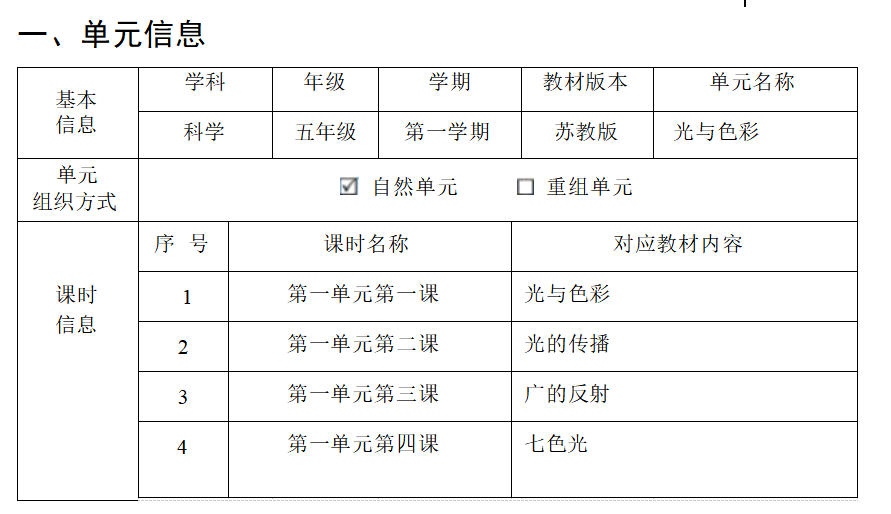 一、单元信息
基本
信息
学科 年级 学期 教材版本 单元名称
科学 五年级 第一学期 苏教版 光与色彩
单元
组织方式
☑ 自然单元 □ 重组单元
课时
信息
序 号 课时名称 对应教材内容
1 第一单元第一课 光与色彩
2 第一单元第二课 光的传播
3 第一单元第三课 广的反射
4 第一单元第四课 七色光